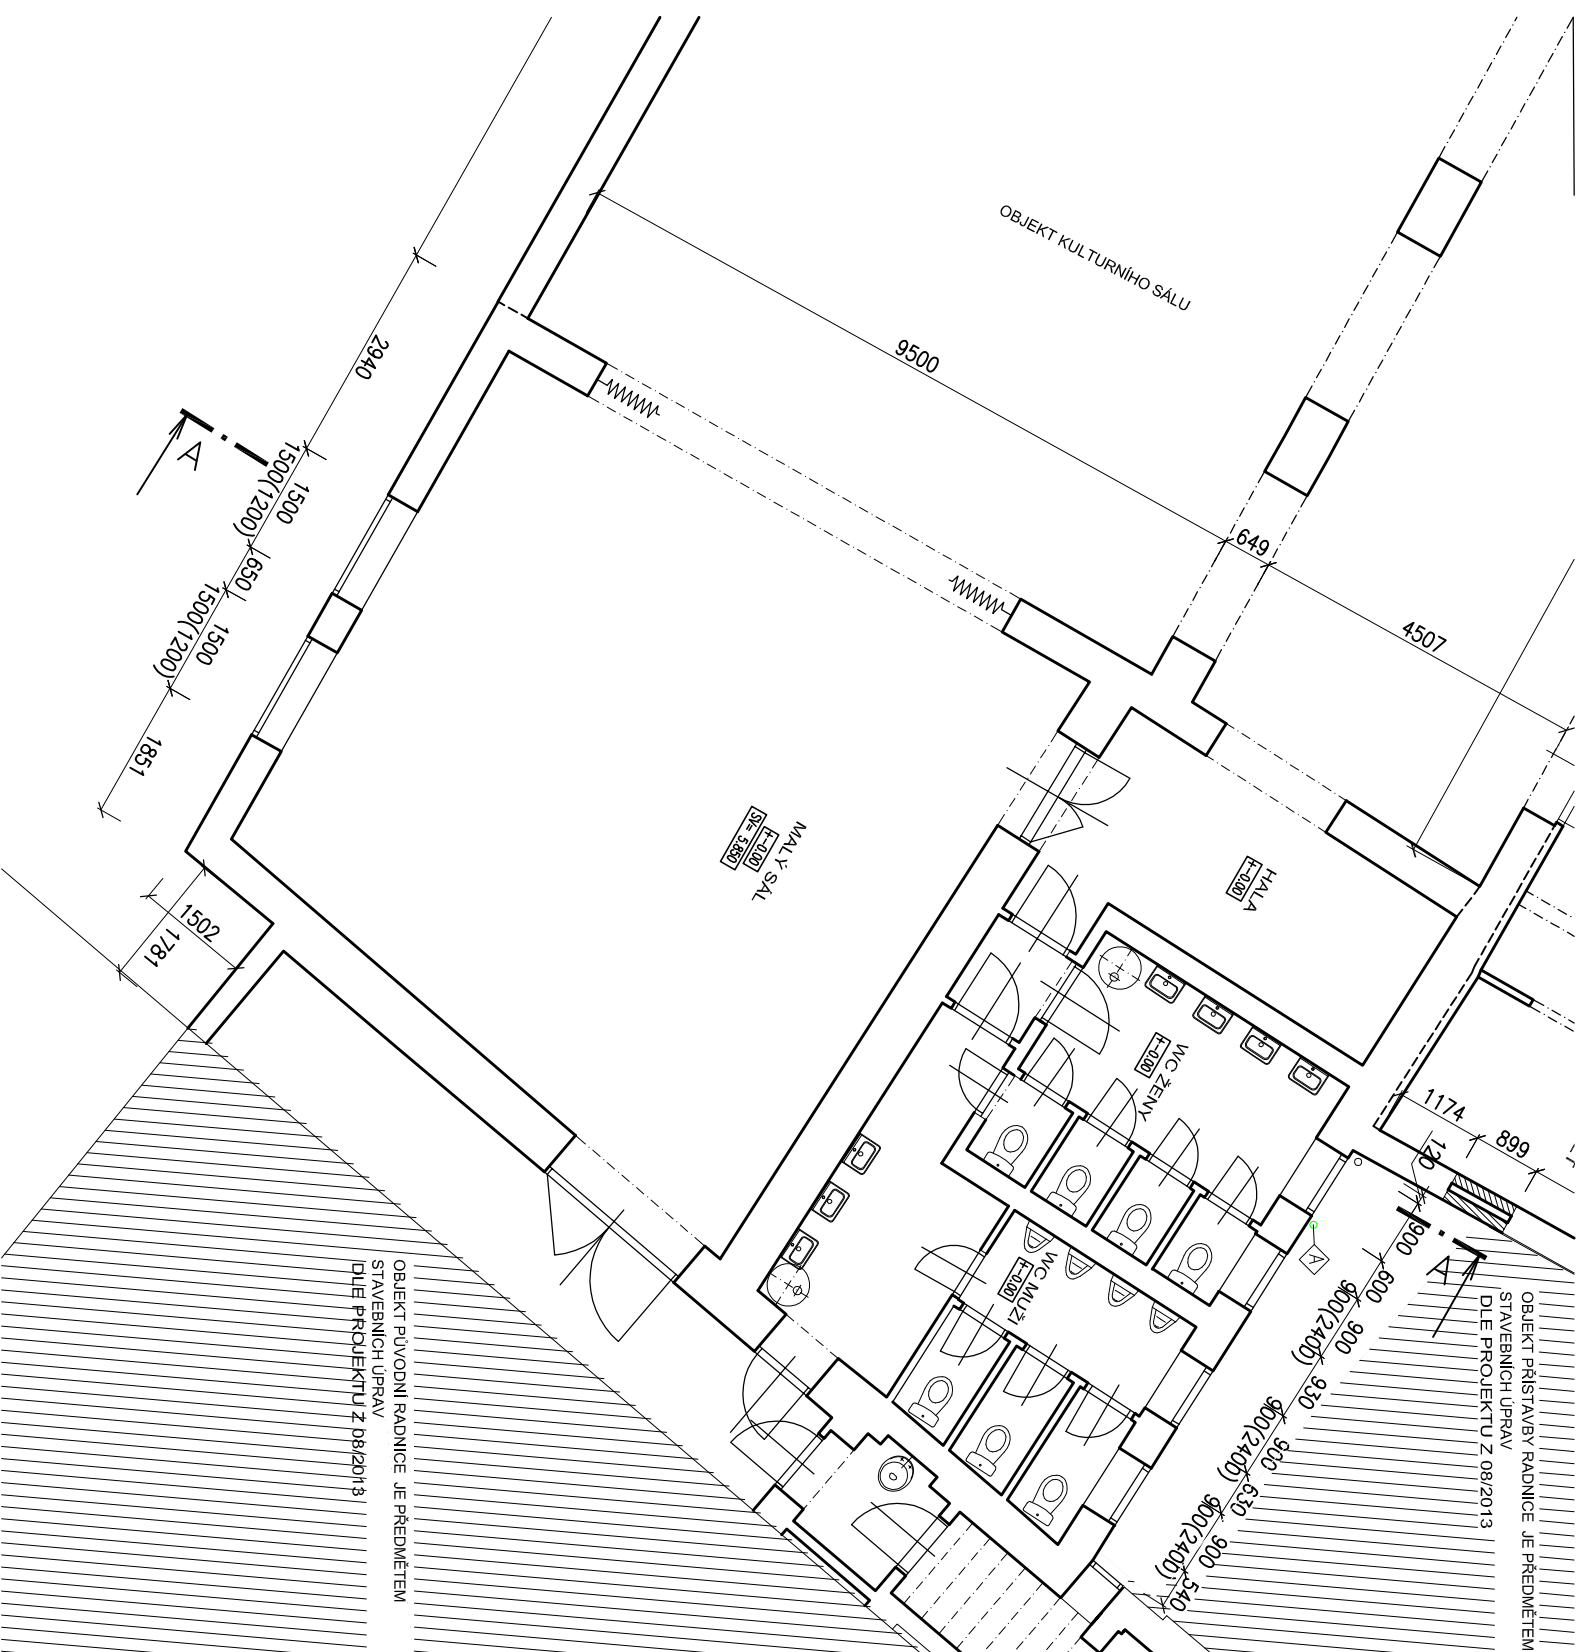 OBJEKT KULTURNÍHO SÁLU
9500
649
4507
2940
A
1500
1500(1200)
650
1500
1500(1200)
1851
1502
1781
MALÝ SÁL
+-0.00
SV= 5.850
HALA
+-0.00
WC ŽENY
+-0.00
WC MUŽI
+-0.00
1174
899
120
900
600
900
900(2400)
930
900
900(2400)
630
900
900(2400)
540
A
A
OBJEKT PŮVODNÍ RADNICE JE PŘEDMĚTEM
STAVEBNÍCH ÚPRAV
DLE PROJEKTU Z 08/2013
OBJEKT PŘÍSTAVBY RADNICE JE PŘEDMĚTEM
STAVEBNÍCH ÚPRAV
DLE PROJEKTU Z 08/2013